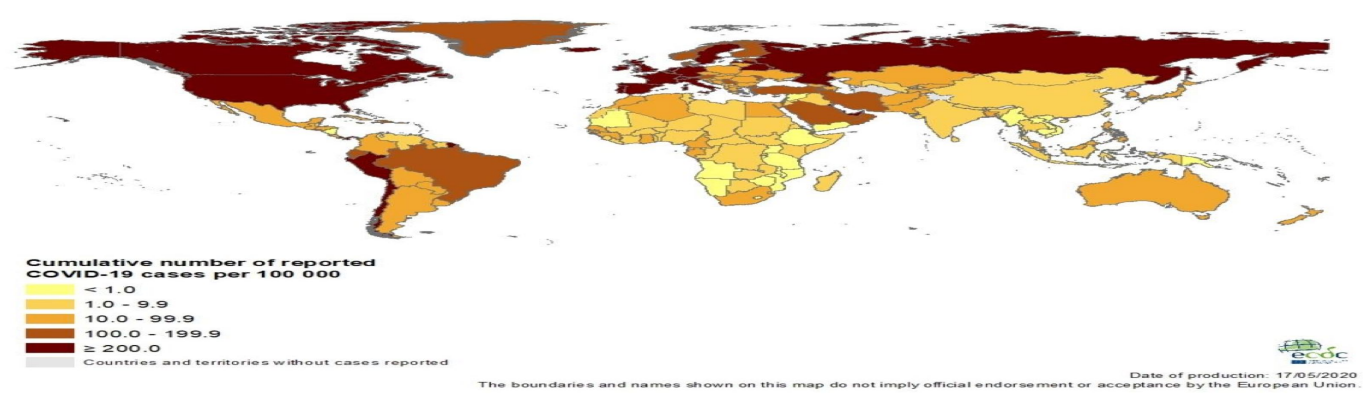 Cumulative number of reported
COVID-19 cases per 100 000
< 1.0
1.0 - 9.9
10.0 - 99.9
100.0 - 199.9
≥ 200.0
Countries and territories without cases reported
ecdc
Date of production: 17/05/2020
The boundaries and names shown on this map do not imply official endorsement or acceptance by the European Union.